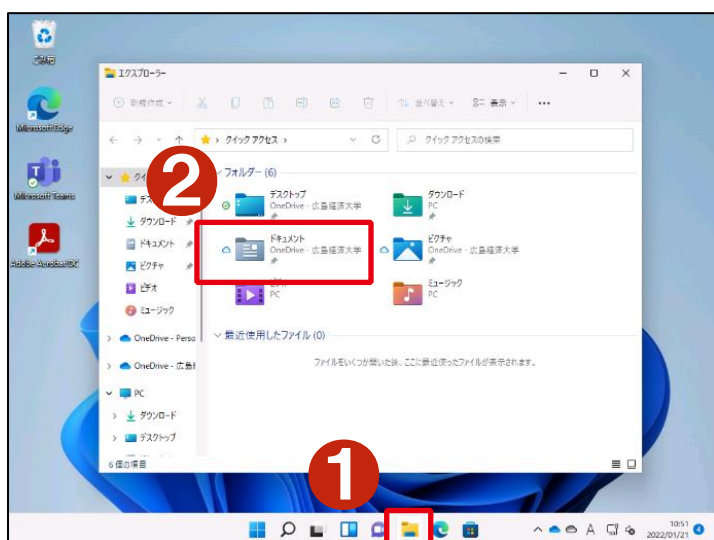 ごみ箱
Microsoft Edge
Microsoft Teams
Adobe Acrobat DC
エクスプローラー
新規作成
並べ替え
表示
クイック アクセス
クイック アクセスの検索
2
フォルダー (6)
デスクトップ
OneDrive - 広島経済大学
ダウンロード
PC
ドキュメント
OneDrive - 広島経済大学
ピクチャ
OneDrive - 広島経済大学
PC
ミュージック
PC
ダウンロード
ドキュメント
ピクチャ
ビデオ
ミュージック
OneDrive - Perso
OneDrive - 広島
PC
ダウンロード
デスクトップ
最近使用したファイル (0)
ファイルをいくつか開いた後、ここに最近使ったファイルが表示されます。
6 個の項目
1
A
10:51
2022/01/21
4